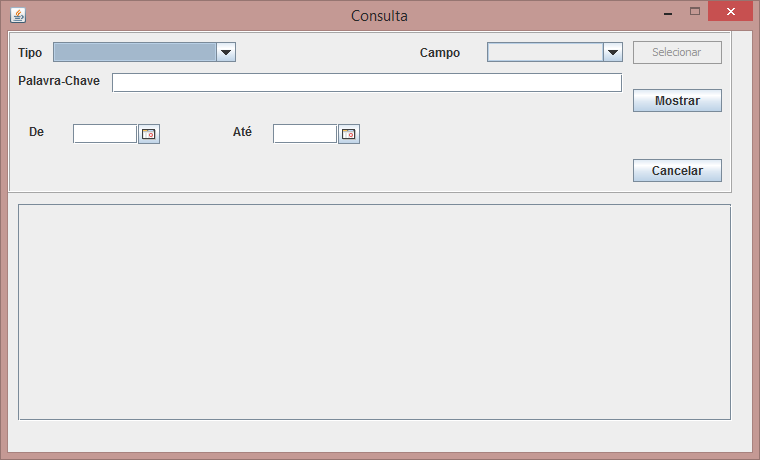 Consulta
Tipo Campo Selecionar
Palavra-Chave
Mostrar
De Até
Cancelar